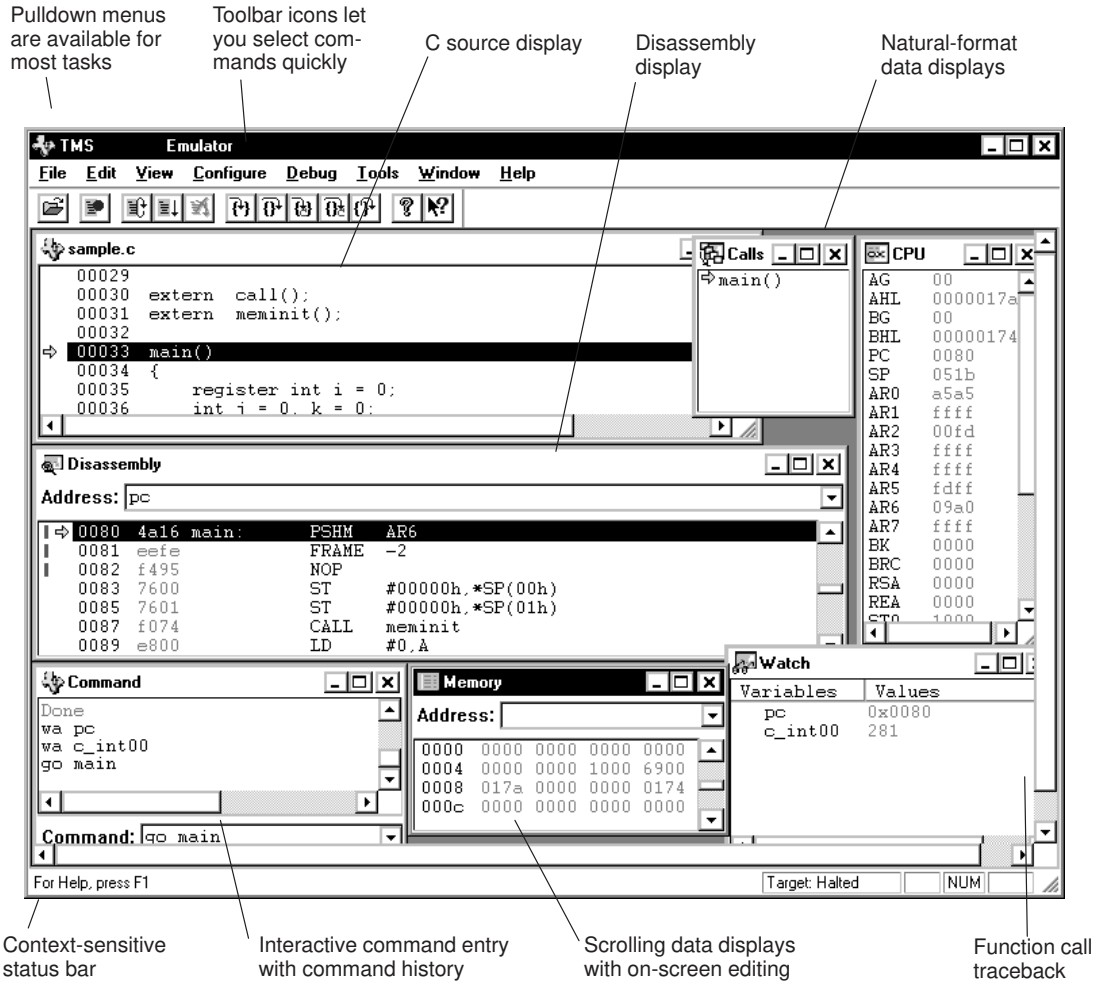 Pulldown menus
are available for
most tasks
Toolbar icons let
you select com-
mands quickly
C source display
Disassembly
display
Natural-format
data displays
TMS Emulator
File Edit View Configure Debug Tools Window Help
sample.c
00029
00030 extern call();
00031 extern meminit();
00032
00033 main()
00034 {
00035 register int i = 0;
00036 int j = 0, k = 0;
Calls
main()
CPU
AG 00
AHL 0000017a
BG 00
BHL 00000174
PC 0080
SP 051b
AR0 a5a5
AR1 ffff
AR2 00fd
AR3 ffff
AR4 ffff
AR5 fdff
AR6 09a0
AR7 ffff
BK 0000
BRC 0000
RSA 0000
REA 0000
ST0 1000
Disassembly
Address: pc
0080 4a16 main: PSHM AR6
0081 eefe FRAME -2
0082 f495 NOP
0083 7600 ST #00000h,*SP(00h)
0085 7601 ST #00000h,*SP(01h)
0087 f074 CALL meminit
0089 e800 LD #0,A
Command
Done
wa pc
wa c_int00
go main
Command: go main
Memory
Address:
0000 0000 0000 0000 0000
0004 0000 0000 1000 6900
0008 017a 0000 0000 0174
000c 0000 0000 0000 0000
Watch
Variables Values
pc 0x0080
c_int00 281
For Help, press F1
Target: Halted
NUM
Context-sensitive
status bar
Interactive command entry
with command history
Scrolling data displays
with on-screen editing
Function call
traceback